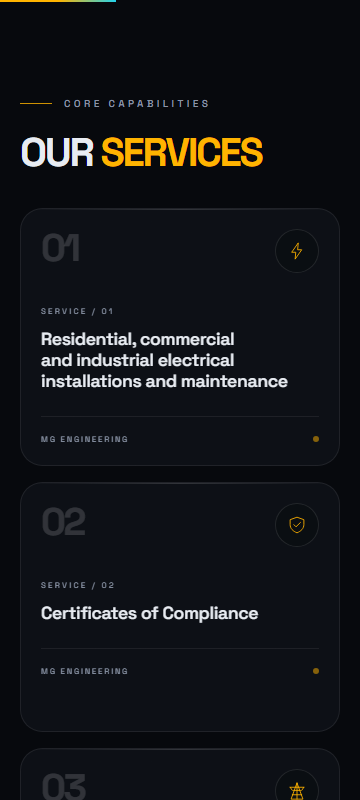 CORE CAPABILITIES
OUR SERVICES
01
SERVICE / 01
Residential, commercial
and industrial electrical
installations and maintenance
MG ENGINEERING
02
SERVICE / 02
Certificates of Compliance
MG ENGINEERING
03